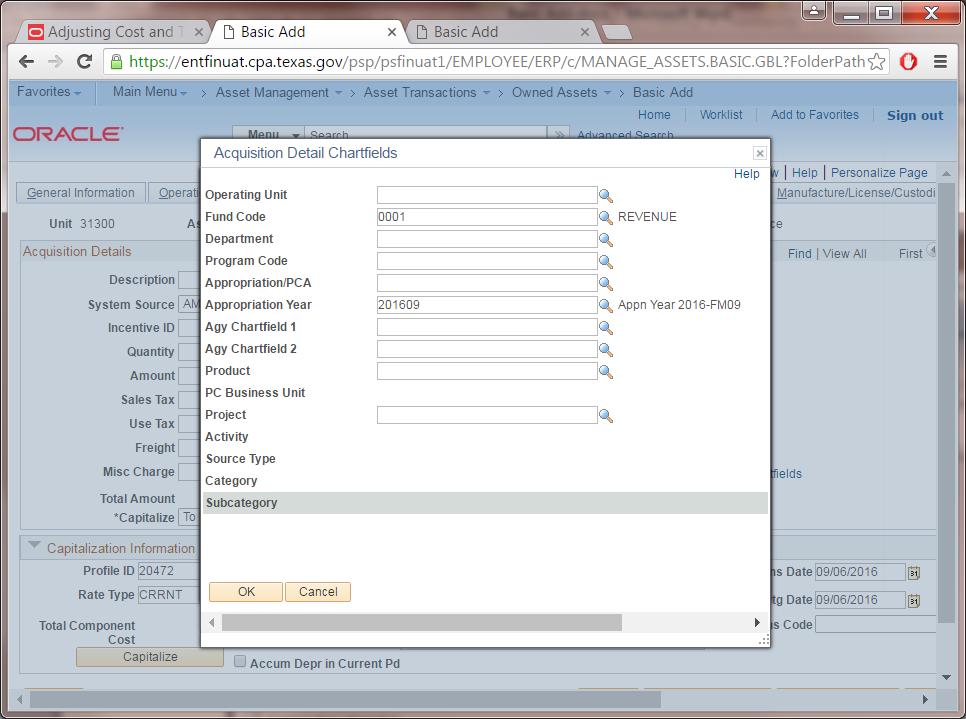 Adjusting Cost and T
Basic Add
Basic Add
https://entfinuat.cpa.texas.gov/psp/psfinuat1/EMPLOYEE/ERP/c/MANAGE_ASSETS.BASIC.GBL?FolderPath
Favorites Main Menu > Asset Management > Asset Transactions > Owned Assets > Basic Add
Home Worklist Add to Favorites Sign out
ORACLE
Menu Search Advanced Search
Acquisition Detail Chartfields
Help
w | Help | Personalize Page
General Information Operati Manufacture/License/Custodi
Unit 31300 As ce
Acquisition Details Find | View All First
Description
System Source AM
Incentive ID
Quantity
Amount
Sales Tax
Use Tax
Freight
Misc Charge tfields
Total Amount
*Capitalize To
Operating Unit
Fund Code 0001 REVENUE
Department
Program Code
Appropriation/PCA
Appropriation Year 201609 Appn Year 2016-FM09
Agy Chartfield 1
Agy Chartfield 2
Product
PC Business Unit
Project
Activity
Source Type
Category
Subcategory
OK Cancel
Capitalization Information
Profile ID 20472 ns Date 09/06/2016 31
Rate Type CRRNT tg Date 09/06/2016 31
Total Component
Cost
s Code
Capitalize Accum Depr in Current Pd